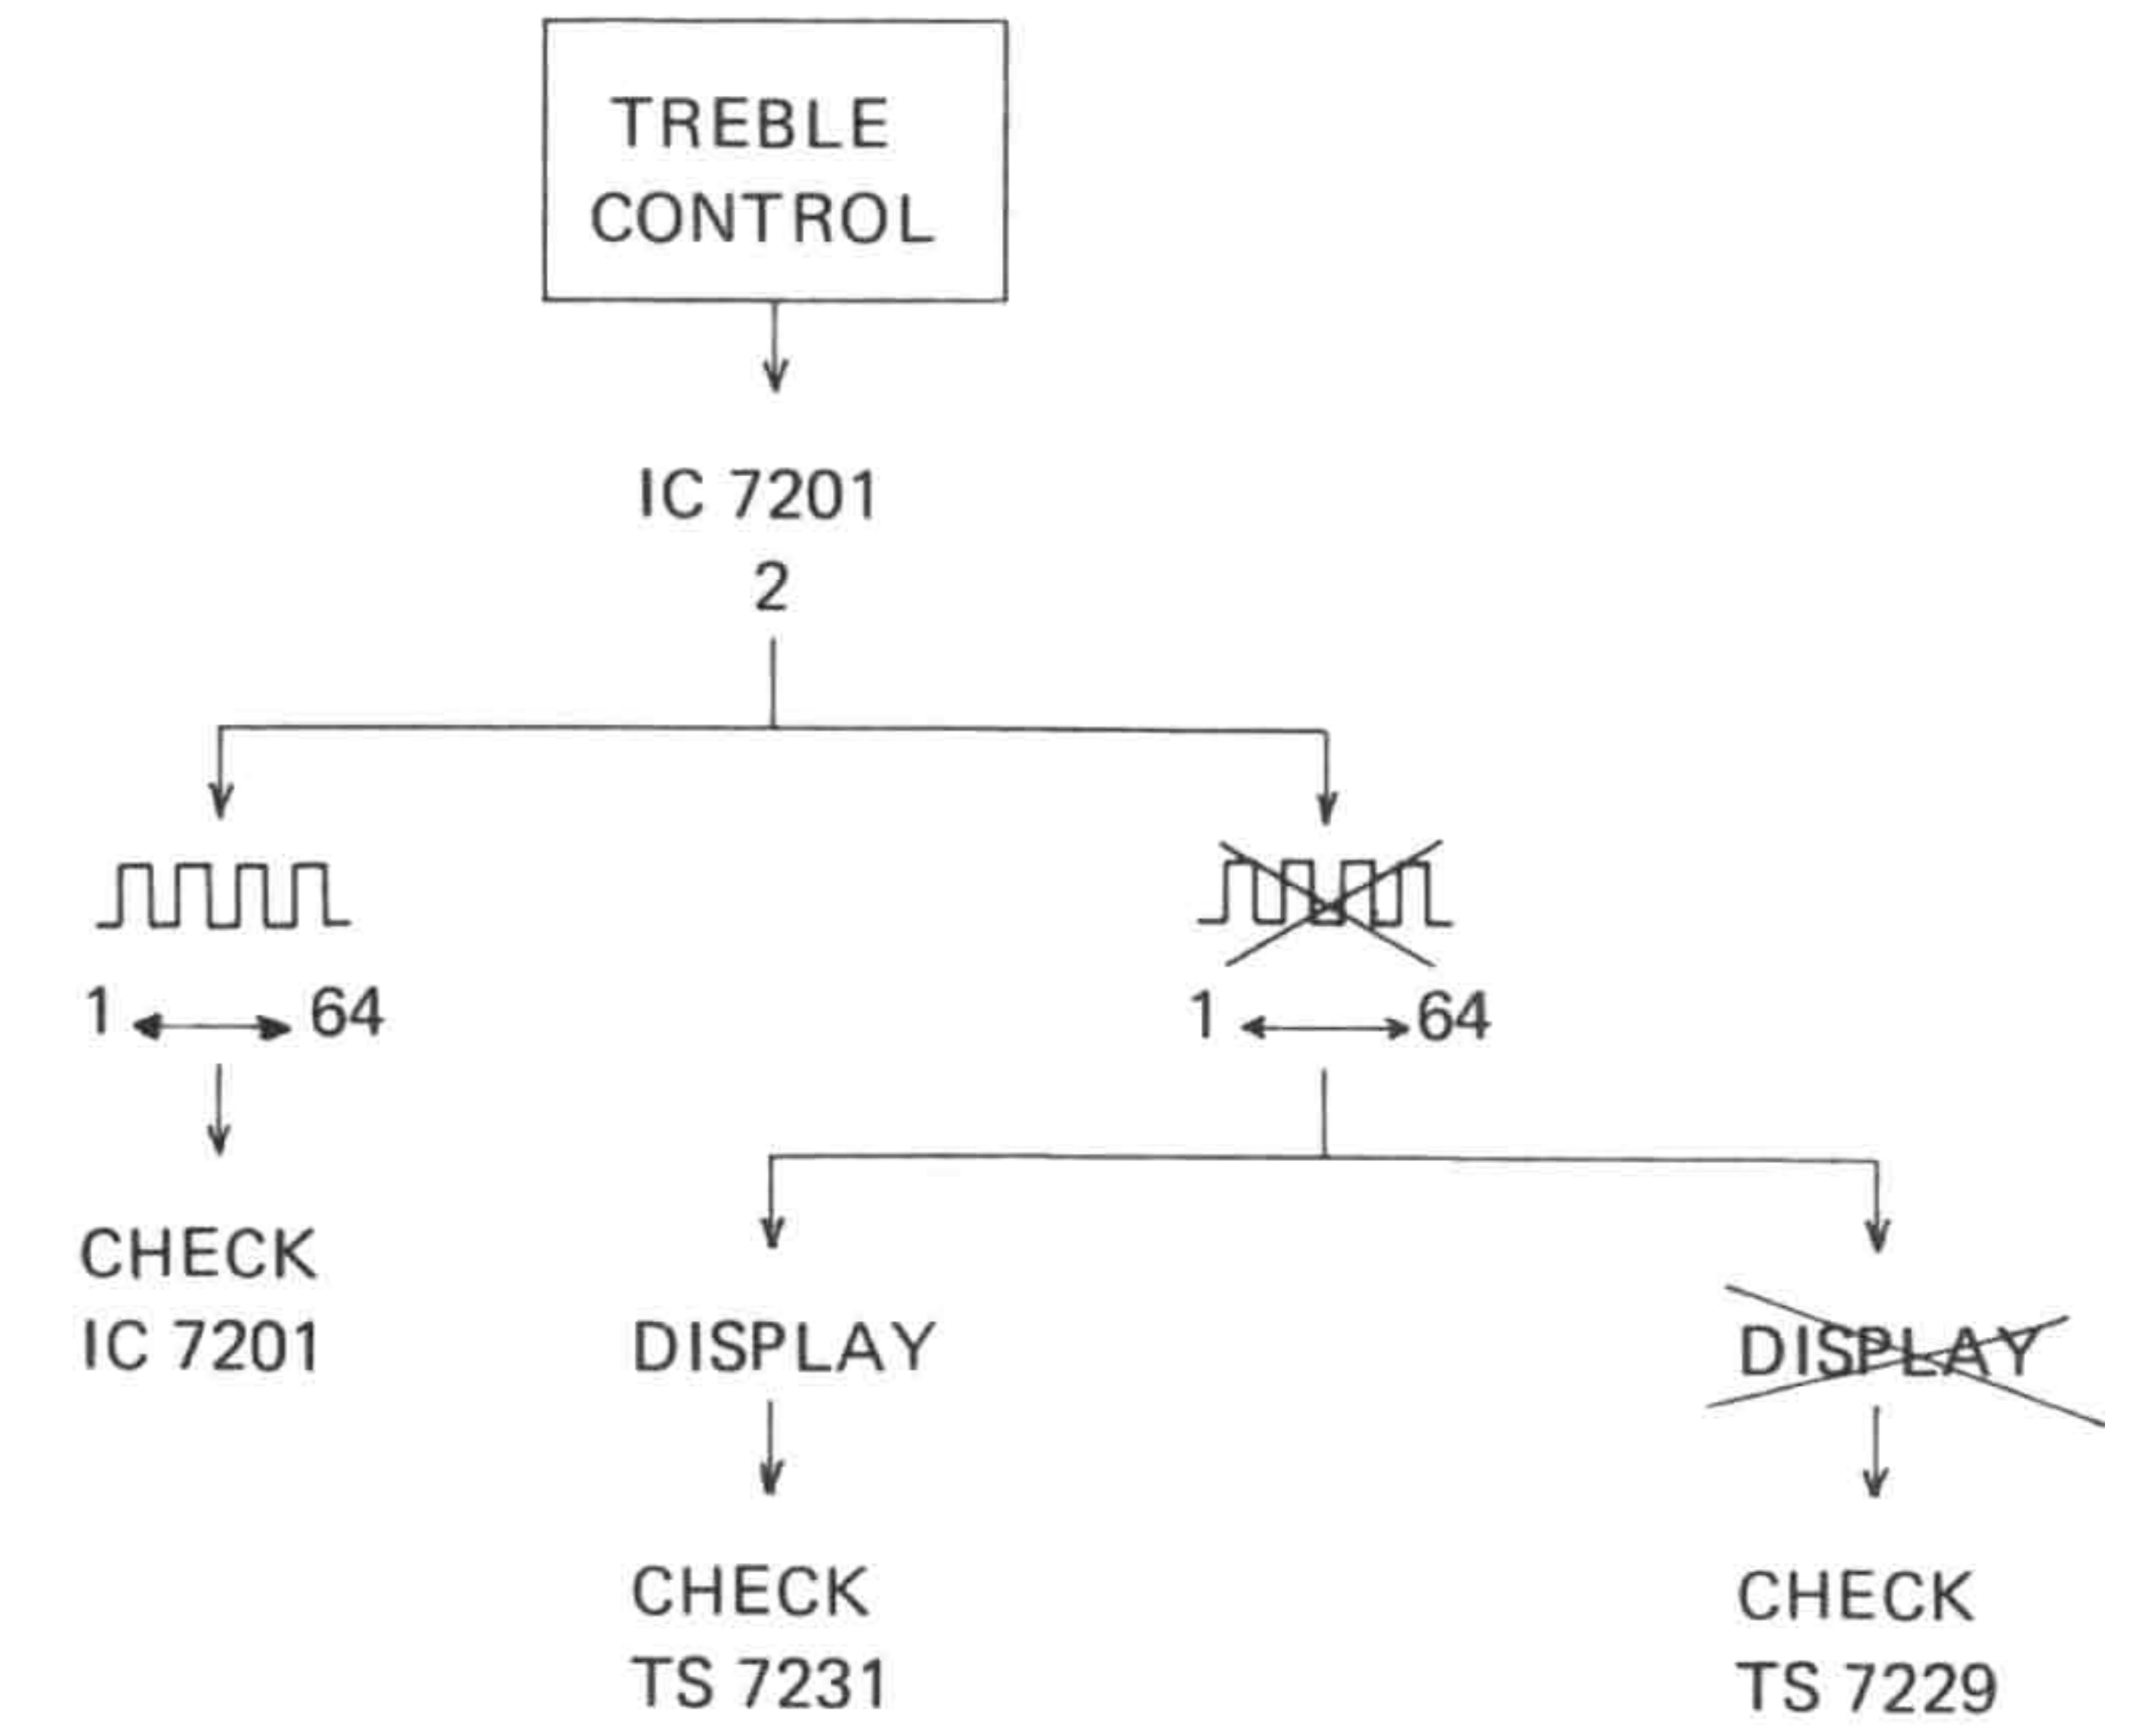 TREBLE
CONTROL
IC 7201
2
1 64
1 64
CHECK
IC 7201
DISPLAY
DISPLAY
CHECK
TS 7231
CHECK
TS 7229